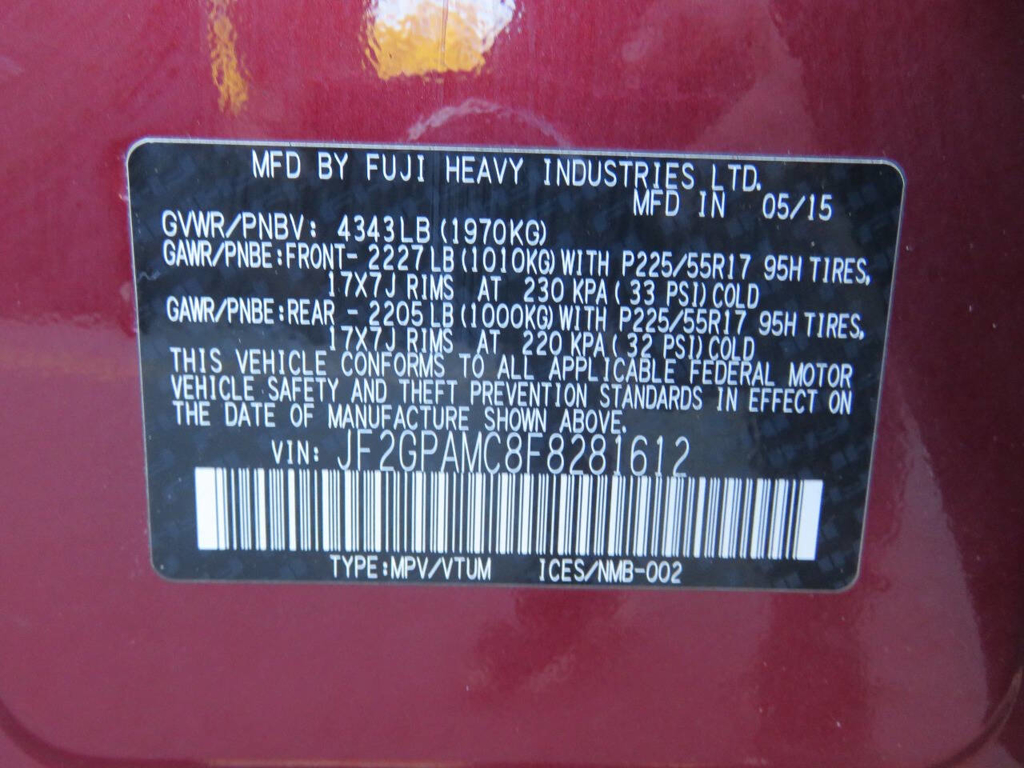 MFD BY FUJI HEAVY INDUSTRIES LTD.
MFD IN 05/15
GVWR/PNBV: 4343LB(1970KG)
GAWR/PNBE:FRONT- 2227LB(1010KG)WITH P225/55R17 95H TIRES,
17X7J RIMS AT 230 KPA( 33 PSI)COLD
GAWR/PNBE:REAR - 2205LB(1000KG)WITH P225/55R17 95H TIRES,
17X7J RIMS AT 220 KPA( 32 PSI)COLD
THIS VEHICLE CONFORMS TO ALL APPLICABLE FEDERAL MOTOR
VEHICLE SAFETY AND THEFT PREVENTION STANDARDS IN EFFECT ON
THE DATE OF MANUFACTURE SHOWN ABOVE.
VIN: JF2GPAMC8F8281612
TYPE:MPV/VTUM ICES/NMB-002